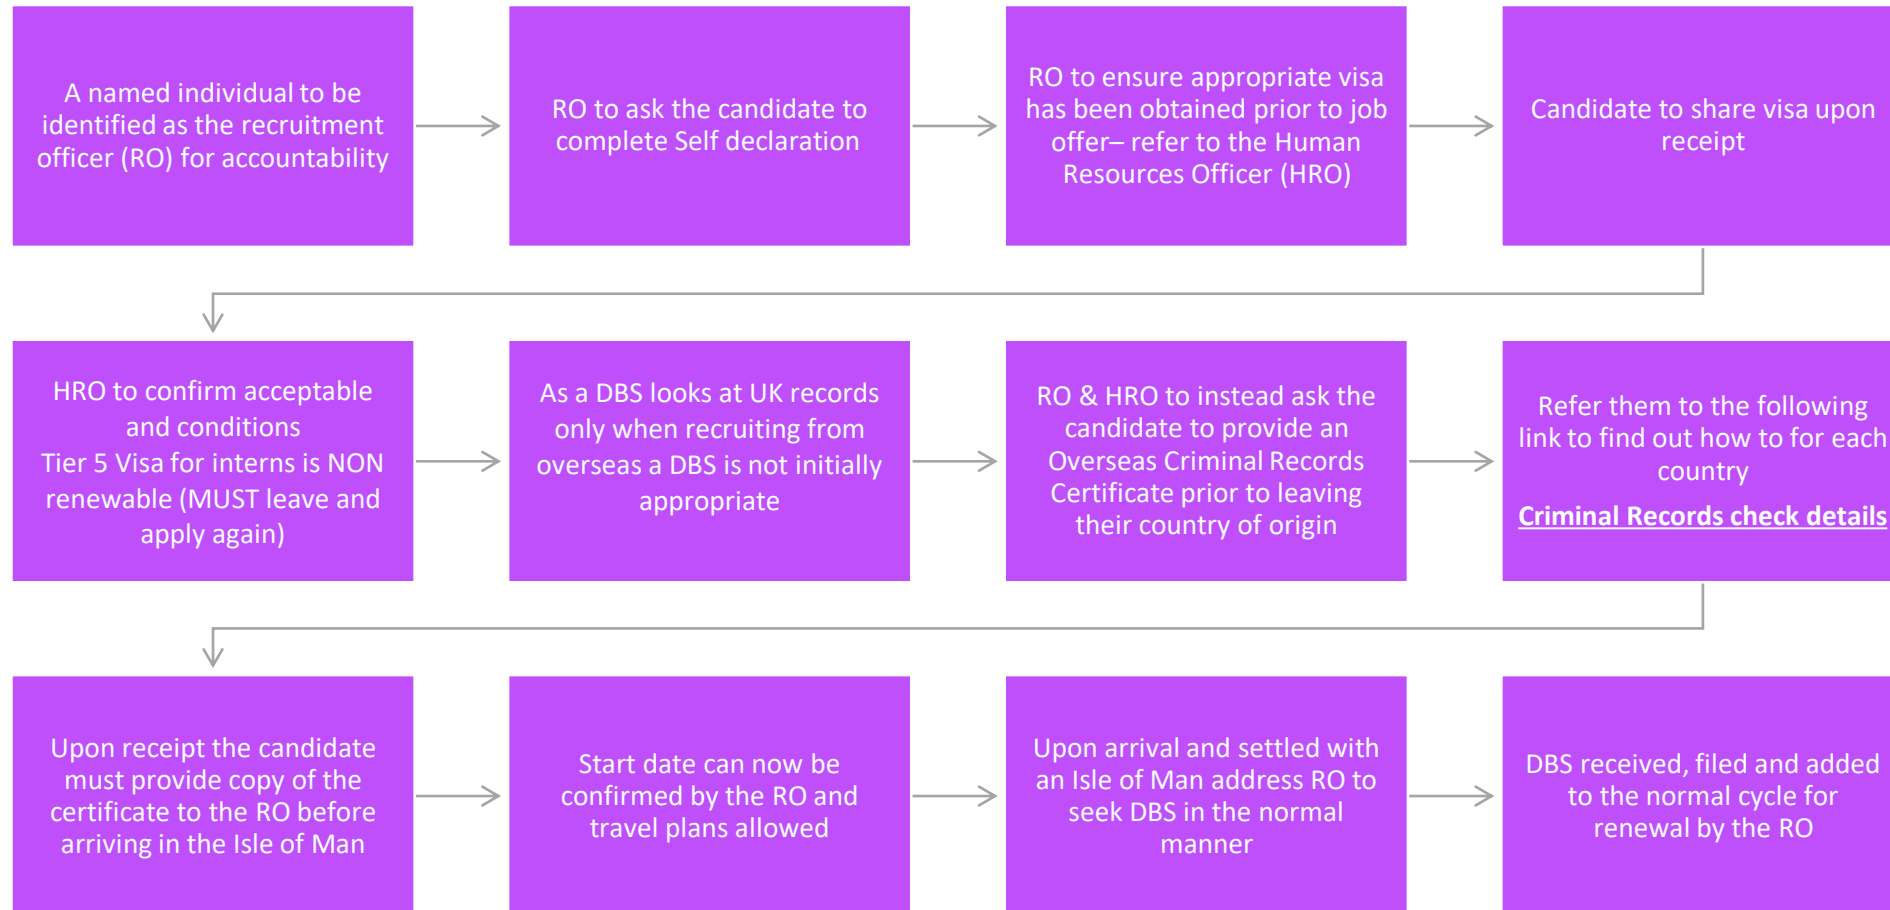 A named individual to be
identified as the recruitment
officer (RO) for accountability
RO to ask the candidate to
complete Self declaration
RO to ensure appropriate visa
has been obtained prior to job
offer– refer to the Human
Resources Officer (HRO)
Candidate to share visa upon
receipt
HRO to confirm acceptable
and conditions
Tier 5 Visa for interns is NON
renewable (MUST leave and
apply again)
As a DBS looks at UK records
only when recruiting from
overseas a DBS is not initially
appropriate
RO & HRO to instead ask the
candidate to provide an
Overseas Criminal Records
Certificate prior to leaving
their country of origin
Refer them to the following
link to find out how to for each
country
Criminal Records check details
Upon receipt the candidate
must provide copy of the
certificate to the RO before
arriving in the Isle of Man
Start date can now be
confirmed by the RO and
travel plans allowed
Upon arrival and settled with
an Isle of Man address RO to
seek DBS in the normal
manner
DBS received, filed and added
to the normal cycle for
renewal by the RO